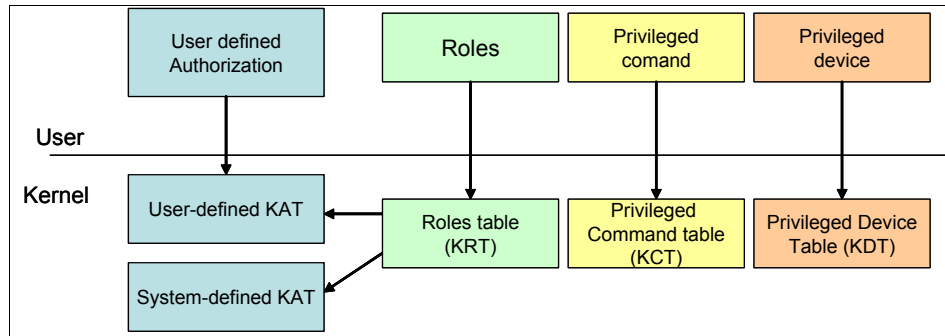 User defined
Authorization
Roles
Privileged
comand
Privileged
device
User
Kernel
User-defined KAT
Roles table
(KRT)
Privileged
Command table
(KCT)
Privileged Device
Table (KDT)
System-defined KAT